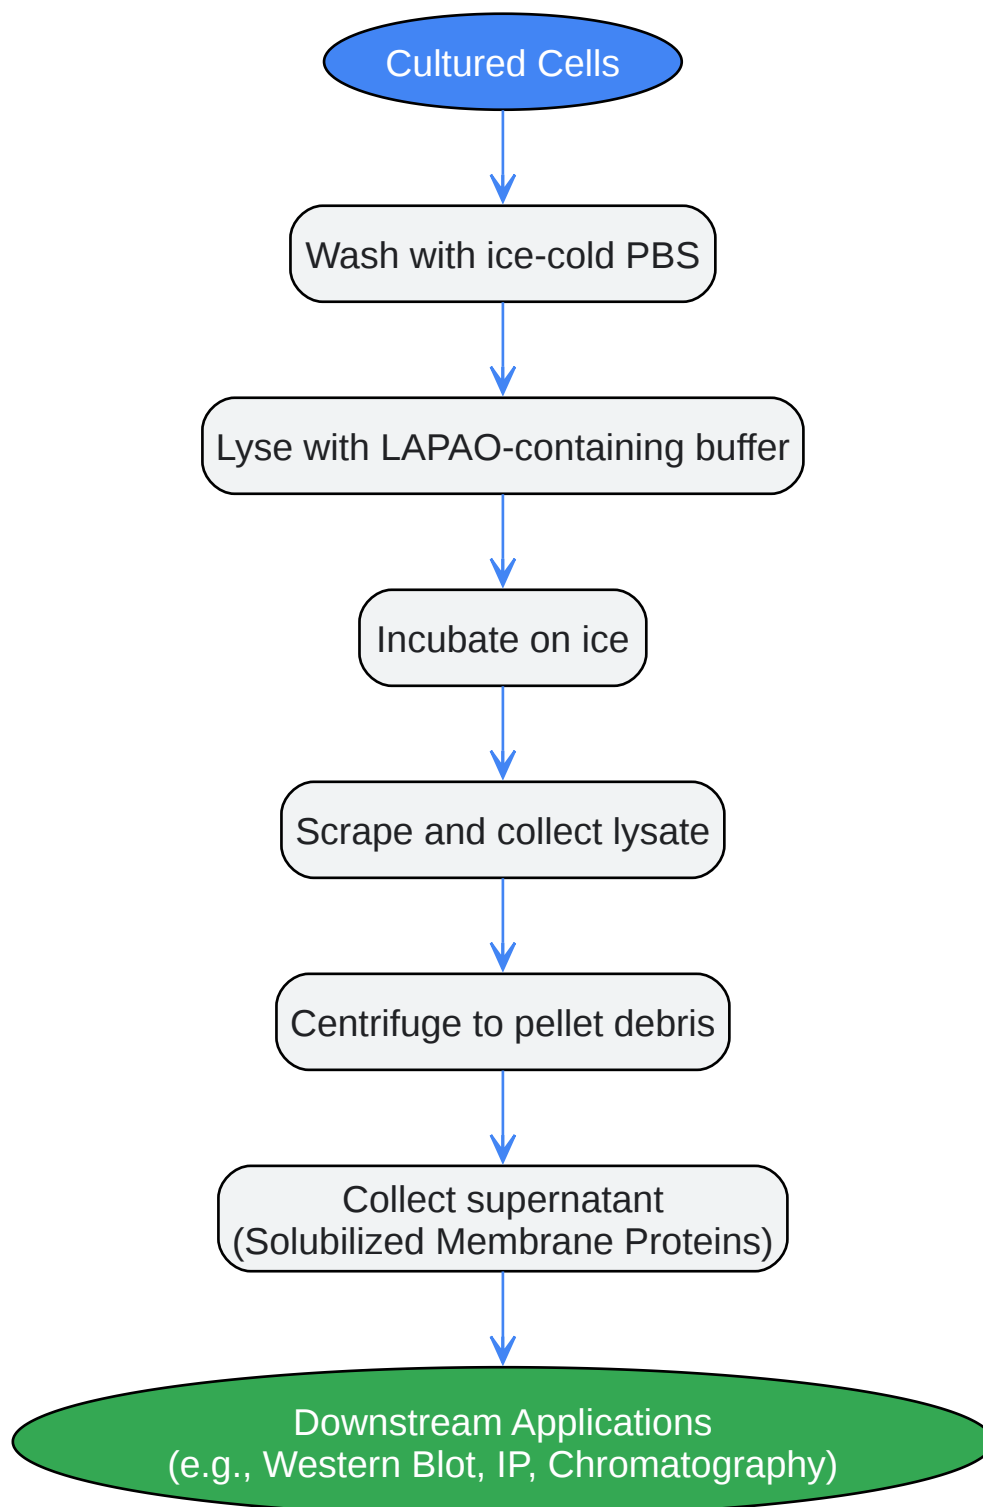 Cultured Cells
Wash with ice-cold PBS
Lyse with LAPAO-containing buffer
Incubate on ice
Scrape and collect lysate
Centrifuge to pellet debris
Collect supernatant
(Solubilized Membrane Proteins)
Downstream Applications
(e.g., Western Blot, IP, Chromatography)